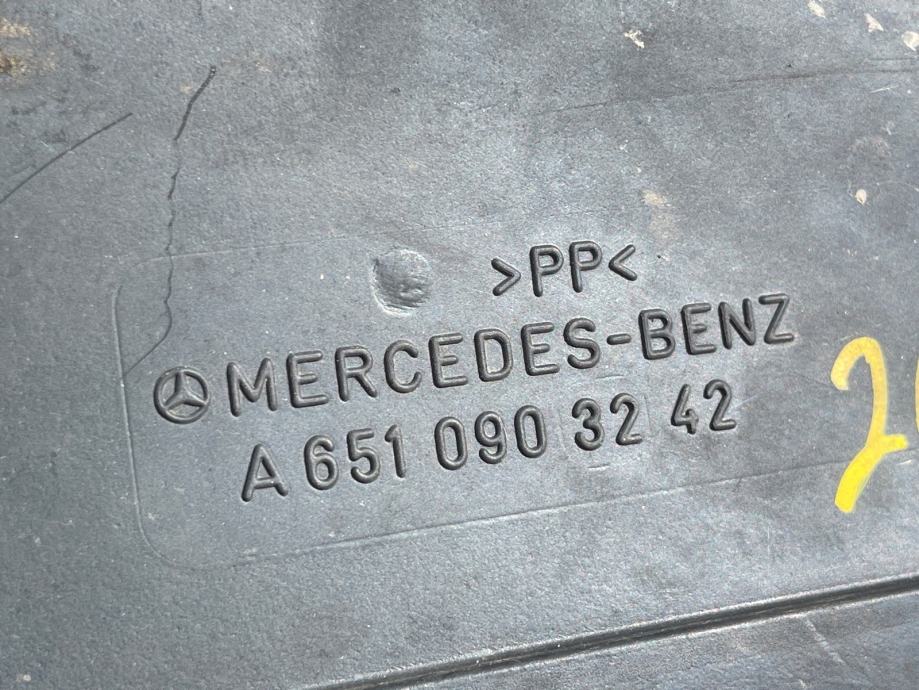 >PP<
MERCEDES-BENZ
A 651 090 32 42